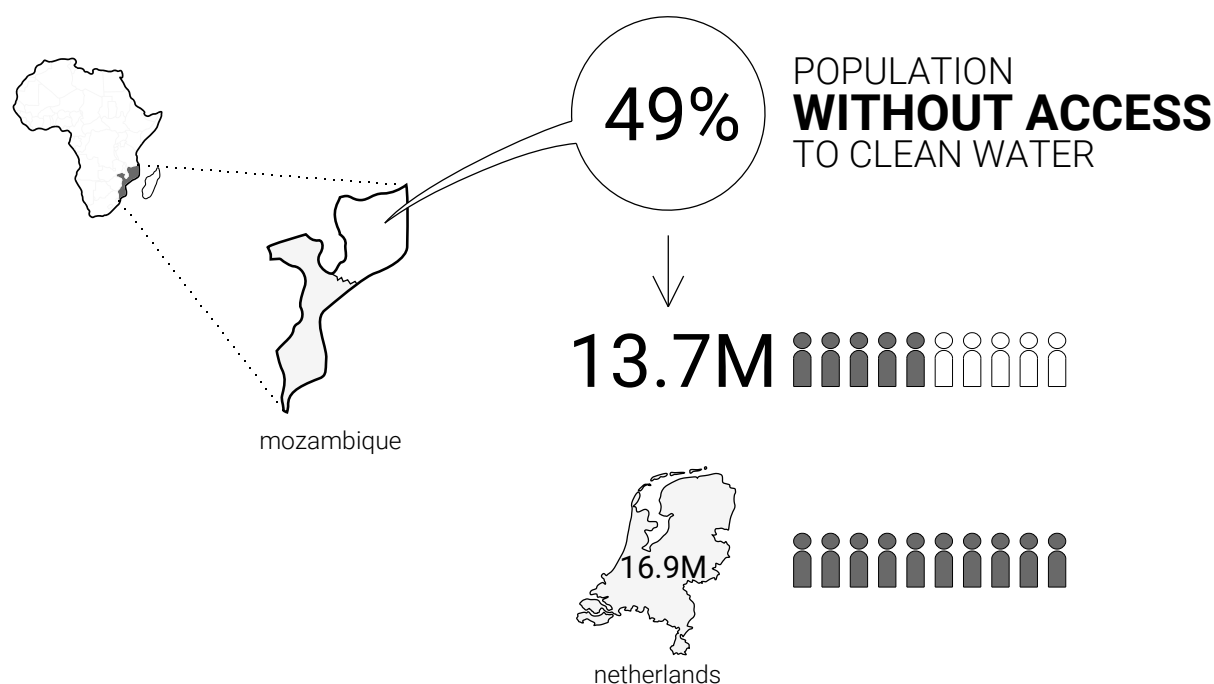 49%
POPULATION
WITHOUT ACCESS
TO CLEAN WATER
13.7M
mozambique
16.9M
netherlands